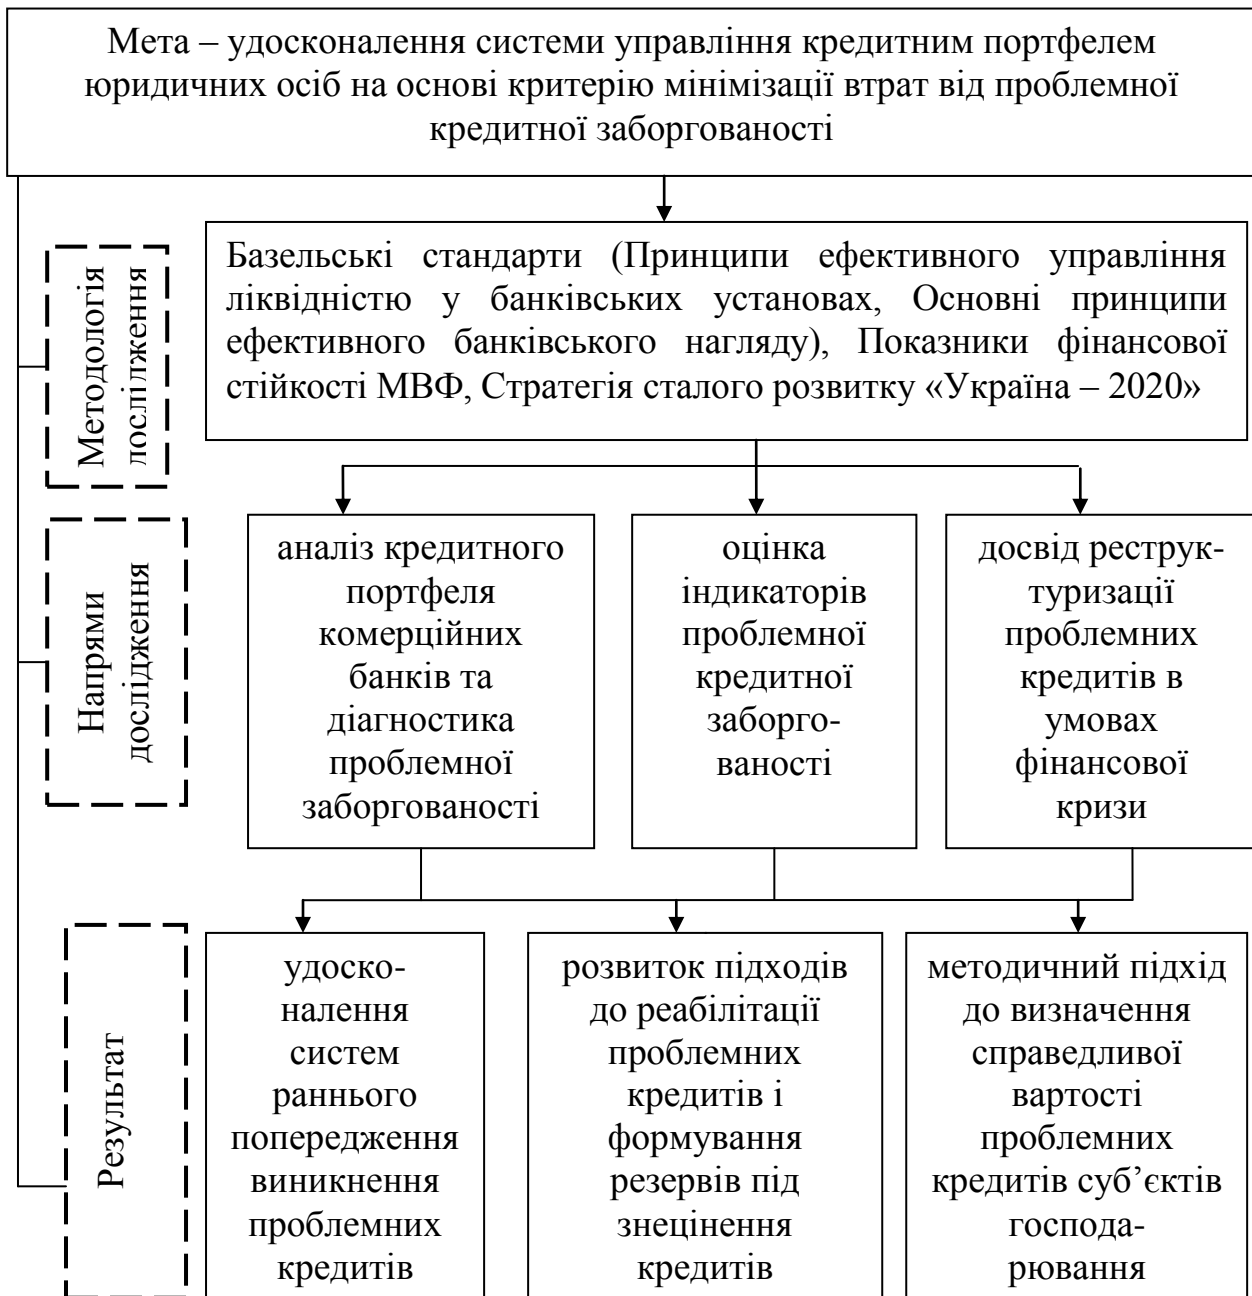 Мета – удосконалення системи управління кредитним портфелем
юридичних осіб на основі критерію мінімізації втрат від проблемної
кредитної заборгованості
Методологія
дослідження
Базельські стандарти (Принципи ефективного управління
ліквідністю у банківських установах, Основні принципи
ефективного банківського нагляду), Показники фінансової
стійкості МВФ, Стратегія сталого розвитку «Україна – 2020»
Напрями
дослідження
аналіз кредитного
портфеля
комерційних
банків та
діагностика
проблемної
заборгованості
оцінка
індикаторів
проблемної
кредитної
заборго-
ваності
досвід реструк-
туризації
проблемних
кредитів в
умовах
фінансової
кризи
Результат
удоско-
налення
систем
раннього
попередження
виникнення
проблемних
кредитів
розвиток підходів
до реабілітації
проблемних
кредитів і
формування
резервів під
знецінення
кредитів
методичний підхід
до визначення
справедливої
вартості
проблемних
кредитів суб’єктів
господа-
рювання